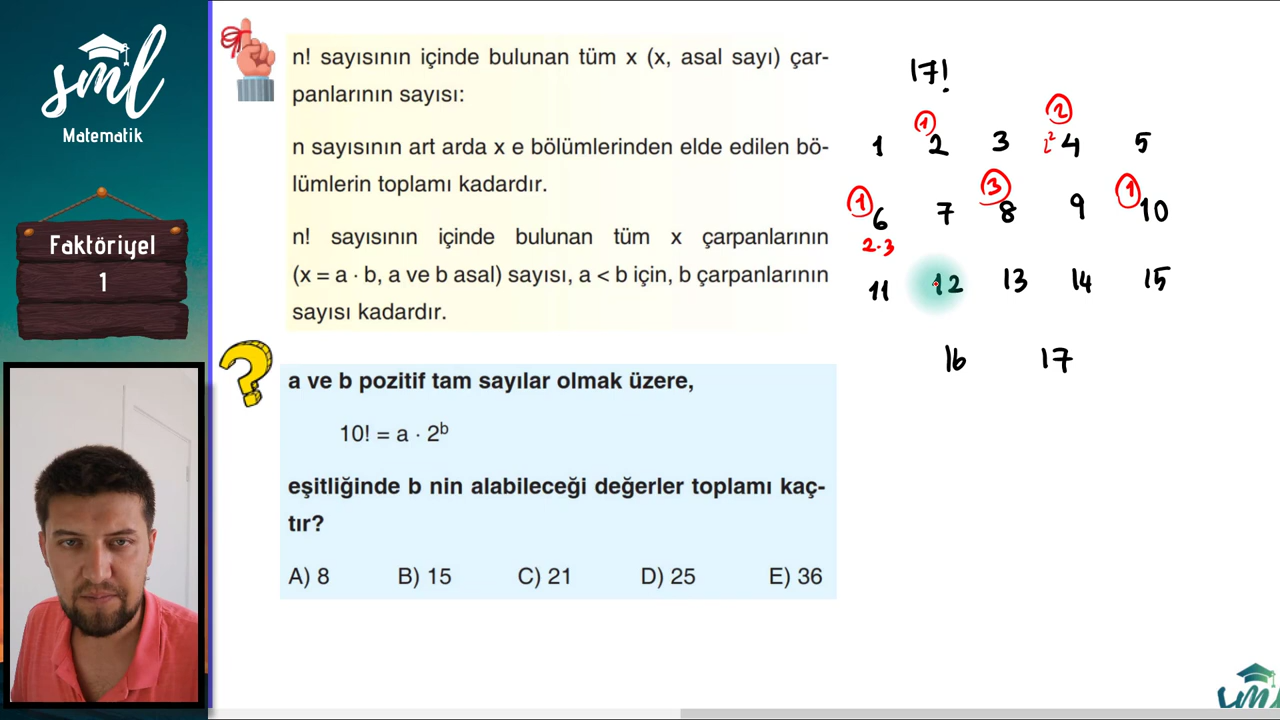 sml
Matematik
Faktöriyel
1
n! sayısının içinde bulunan tüm x (x, asal sayı) çar-
panlarının sayısı:
n sayısının art arda x e bölümlerinden elde edilen bö-
lümlerin toplamı kadardır.
n! sayısının içinde bulunan tüm x çarpanlarının
(x = a · b, a ve b asal) sayısı, a < b için, b çarpanlarının
sayısı kadardır.
a ve b pozitif tam sayılar olmak üzere,
10! = a · 2ᵇ
eşitliğinde b nin alabileceği değerler toplamı kaç-
tır?
A) 8 B) 15 C) 21 D) 25 E) 36
17!
1 2
1 2 3 2² 4 5
1 3 1
6 7 8 9 10
2·3
11 12 13 14 15
16 17
sml